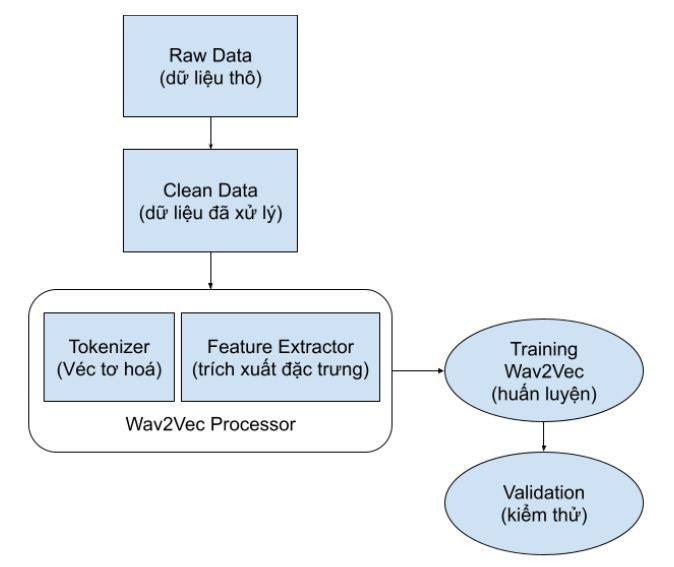 Raw Data
(dữ liệu thô)
Clean Data
(dữ liệu đã xử lý)
Tokenizer
(Véc tơ hoá)
Feature Extractor
(trích xuất đặc trưng)
Wav2Vec Processor
Training
Wav2Vec
(huấn luyện)
Validation
(kiểm thử)